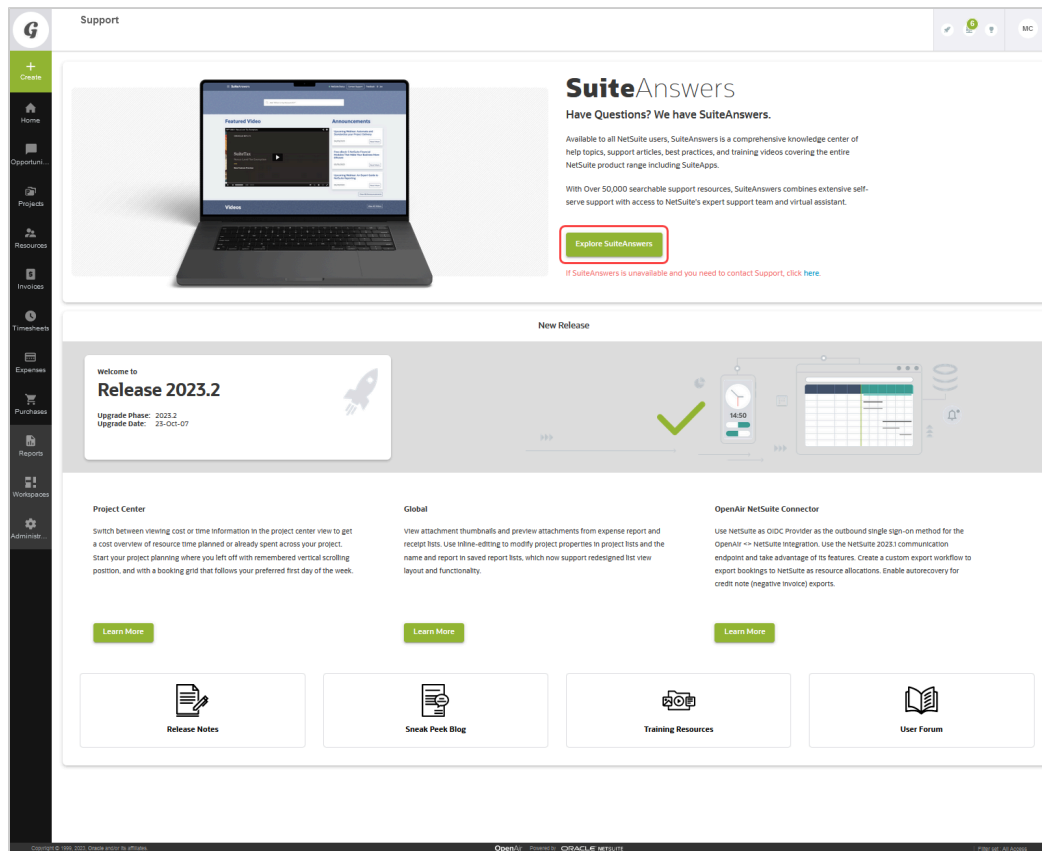 G
Support
6
MC
+
Create
Home
Opportuni...
Projects
Resources
Invoices
Timesheets
Expenses
Purchases
Reports
Workspaces
Administr...
Featured Video
Announcements
SuiteTax
Videos
SuiteAnswers
Have Questions? We have SuiteAnswers.
Available to all NetSuite users, SuiteAnswers is a comprehensive knowledge center of
help topics, support articles, best practices, and training videos covering the entire
NetSuite product range including SuiteApps.
With Over 50,000 searchable support resources, SuiteAnswers combines extensive self-
serve support with access to NetSuite's expert support team and virtual assistant.
Explore SuiteAnswers
If SuiteAnswers is unavailable and you need to contact Support, click here.
New Release
Welcome to
Release 2023.2
Upgrade Phase: 2023.2
Upgrade Date: 23-Oct-07
14:50
Project Center
Switch between viewing cost or time information in the project center view to get
a cost overview of resource time planned or already spent across your project.
Start your project planning where you left off with remembered vertical scrolling
position, and with a booking grid that follows your preferred first day of the week.
Learn More
Global
View attachment thumbnails and preview attachments from expense report and
receipt lists. Use inline-editing to modify project properties in project lists and the
name and report in saved report lists, which now support redesigned list view
layout and functionality.
Learn More
OpenAir NetSuite Connector
Use NetSuite as OIDC Provider as the outbound single sign-on method for the
OpenAir <> NetSuite integration. Use the NetSuite 2023.1 communication
endpoint and take advantage of its features. Create a custom export workflow to
export bookings to NetSuite as resource allocations. Enable autorecovery for
credit note (negative invoice) exports.
Learn More
Release Notes
Sneak Peek Blog
Training Resources
User Forum
Copyright © 1999, 2023, Oracle and/or its affiliates.
OpenAir Powered by ORACLE NETSUITE
Filter set: All Access